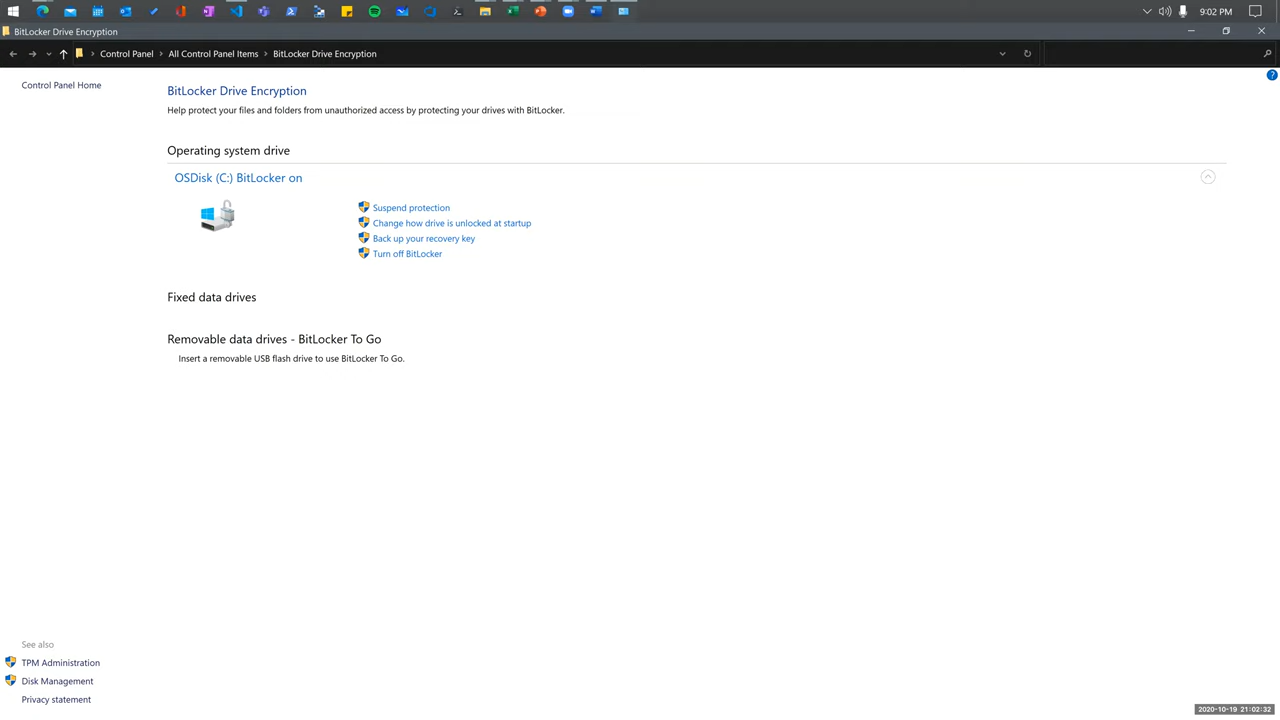 9:02 PM
BitLocker Drive Encryption
Control Panel > All Control Panel Items > BitLocker Drive Encryption
Control Panel Home
BitLocker Drive Encryption
Help protect your files and folders from unauthorized access by protecting your drives with BitLocker.
Operating system drive
OSDisk (C:) BitLocker on
Suspend protection
Change how drive is unlocked at startup
Back up your recovery key
Turn off BitLocker
Fixed data drives
Removable data drives - BitLocker To Go
Insert a removable USB flash drive to use BitLocker To Go.
See also
TPM Administration
Disk Management
Privacy statement
2020-10-19 21:02:32